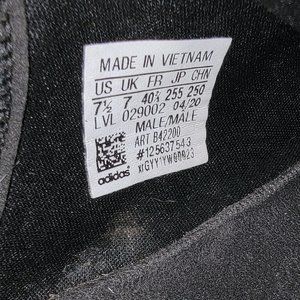 MADE IN VIETNAM
US UK FR JP CHN
7½ 7 40⅔ 255 250
LVL 029002 04/20
MALE/MALE
ART B42200
#125637543
adidas